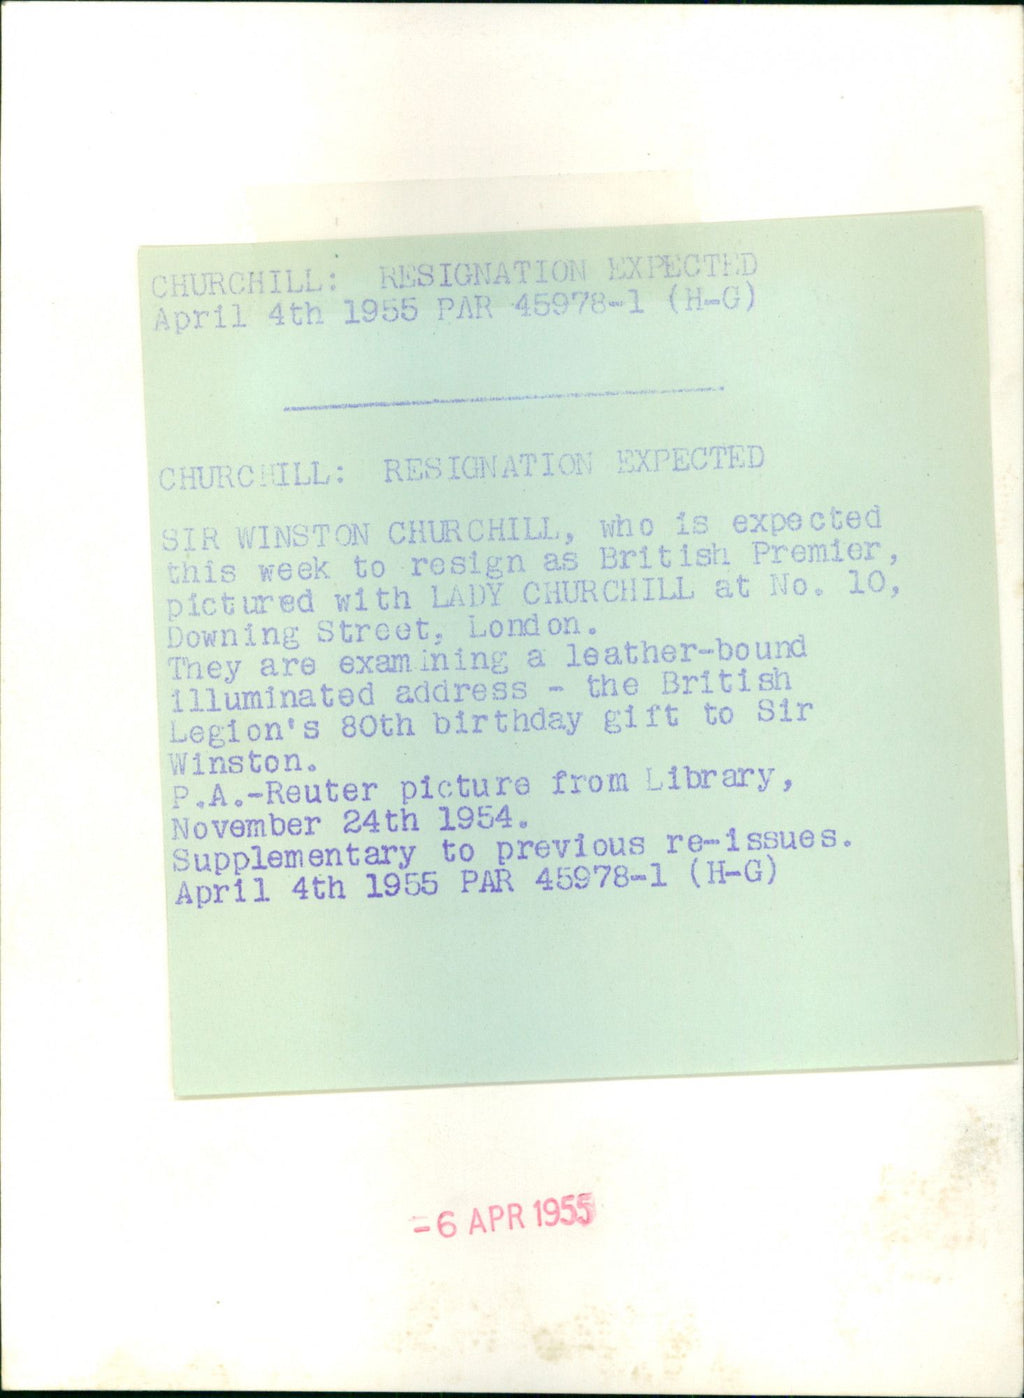 CHURCHILL: RESIGNATION EXPECTED
April 4th 1955 PAR 45978-1 (H-G)
CHURCHILL: RESIGNATION EXPECTED
SIR WINSTON CHURCHILL, who is expected
this week to resign as British Premier,
pictured with LADY CHURCHILL at No. 10,
Downing Street, London.
They are examining a leather-bound
illuminated address - the British
Legion's 80th birthday gift to Sir
Winston.
P.A.-Reuter picture from Library,
November 24th 1954.
Supplementary to previous re-issues.
April 4th 1955 PAR 45978-1 (H-G)
-6 APR 1955